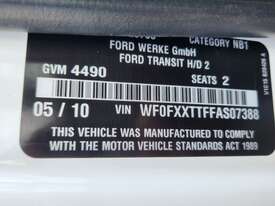 CATEGORY NB1
FORD WERKE GmbH
FORD TRANSIT H/D 2
GVM 4490
SEATS 2
05 / 10 VIN WF0FXXTTFFAS07388
THIS VEHICLE WAS MANUFACTURED TO COMPLY
WITH THE MOTOR VEHICLE STANDARDS ACT 1989